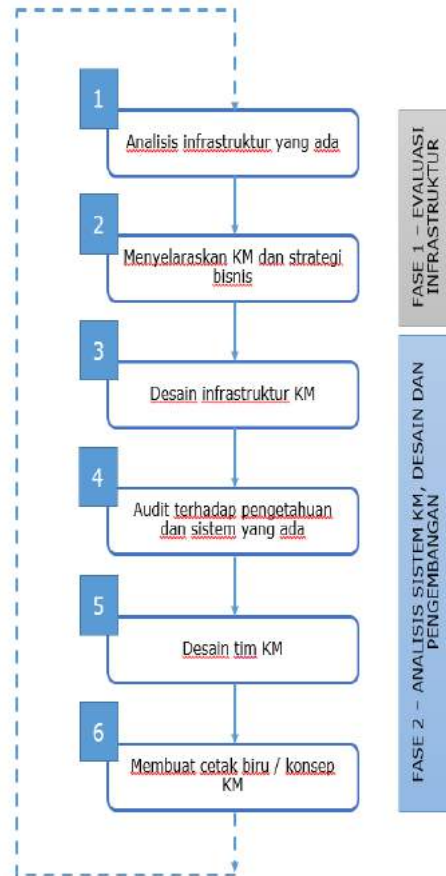 1
Analisis infrastruktur yang ada
2
Menyelaraskan KM dan strategi
bisnis
3
Desain infrastruktur KM
4
Audit terhadap pengetahuan
dan sistem yang ada
5
Desain tim KM
6
Membuat cetak biru / konsep
KM
FASE 1 – EVALUASI
INFRASTRUKTUR
FASE 2 – ANALISIS SISTEM KM, DESAIN DAN
PENGEMBANGAN